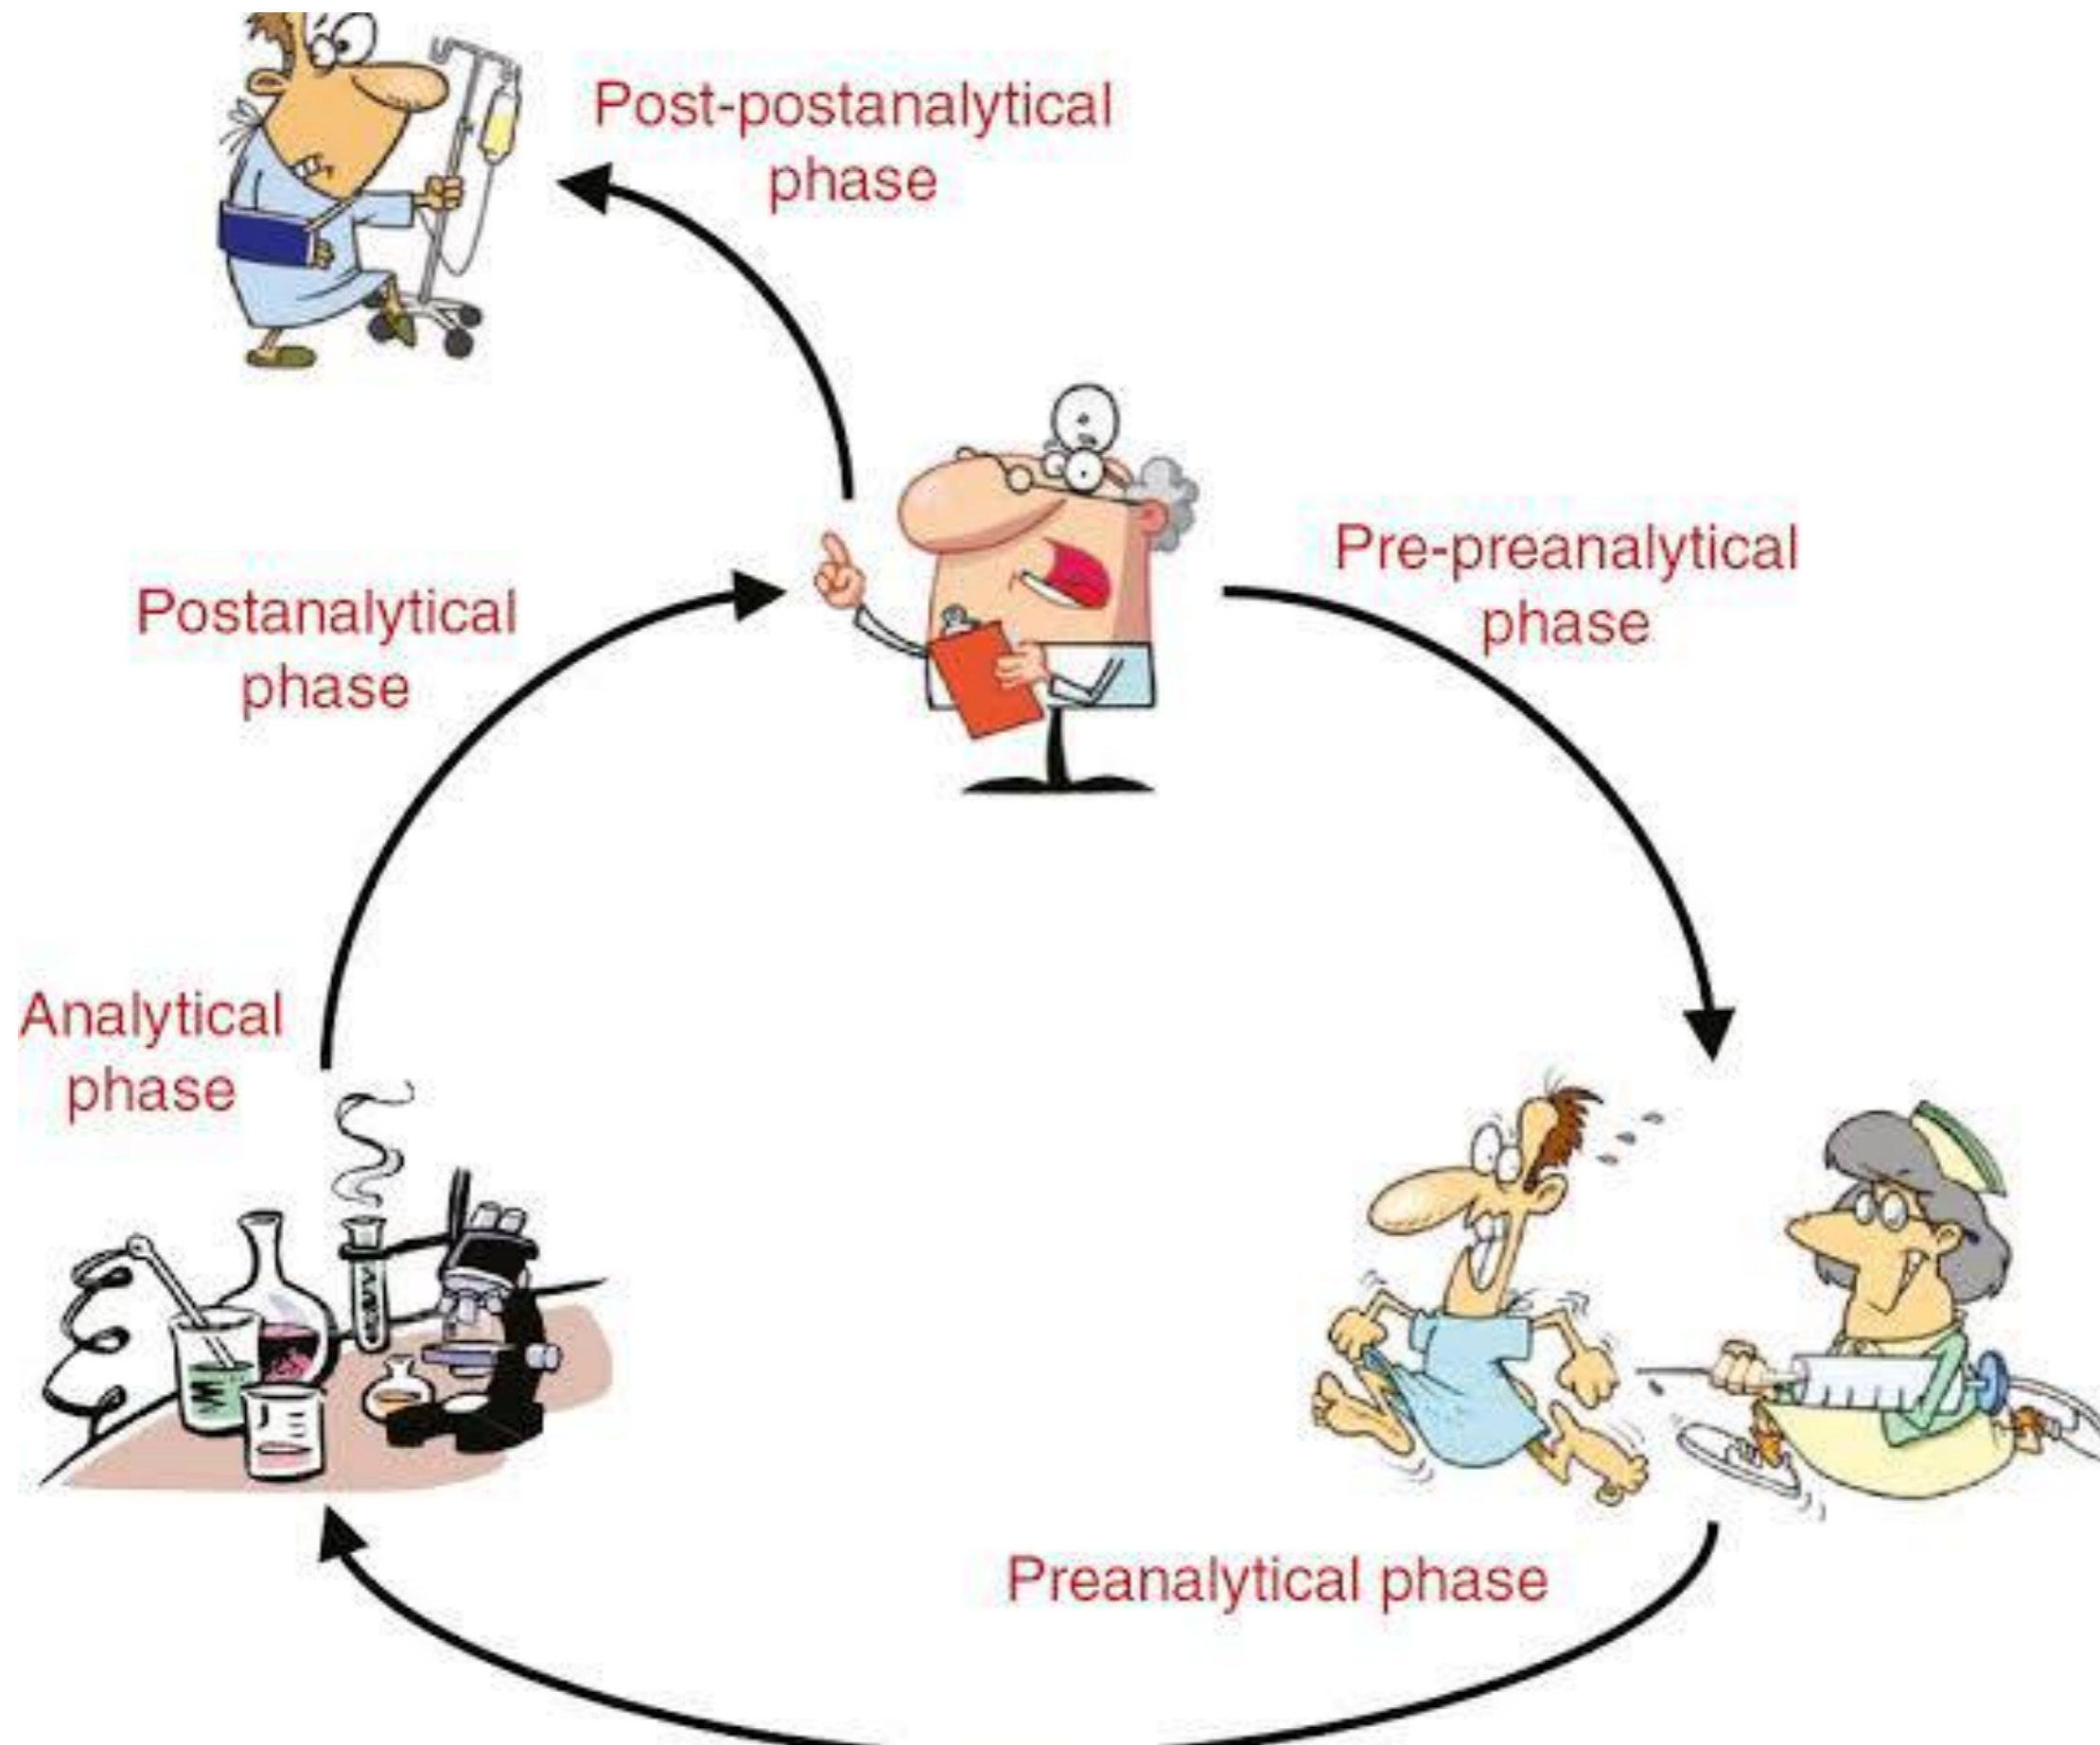 Post-postanalytical
phase
Pre-preanalytical
phase
Postanalytical
phase
Analytical
phase
Preanalytical phase